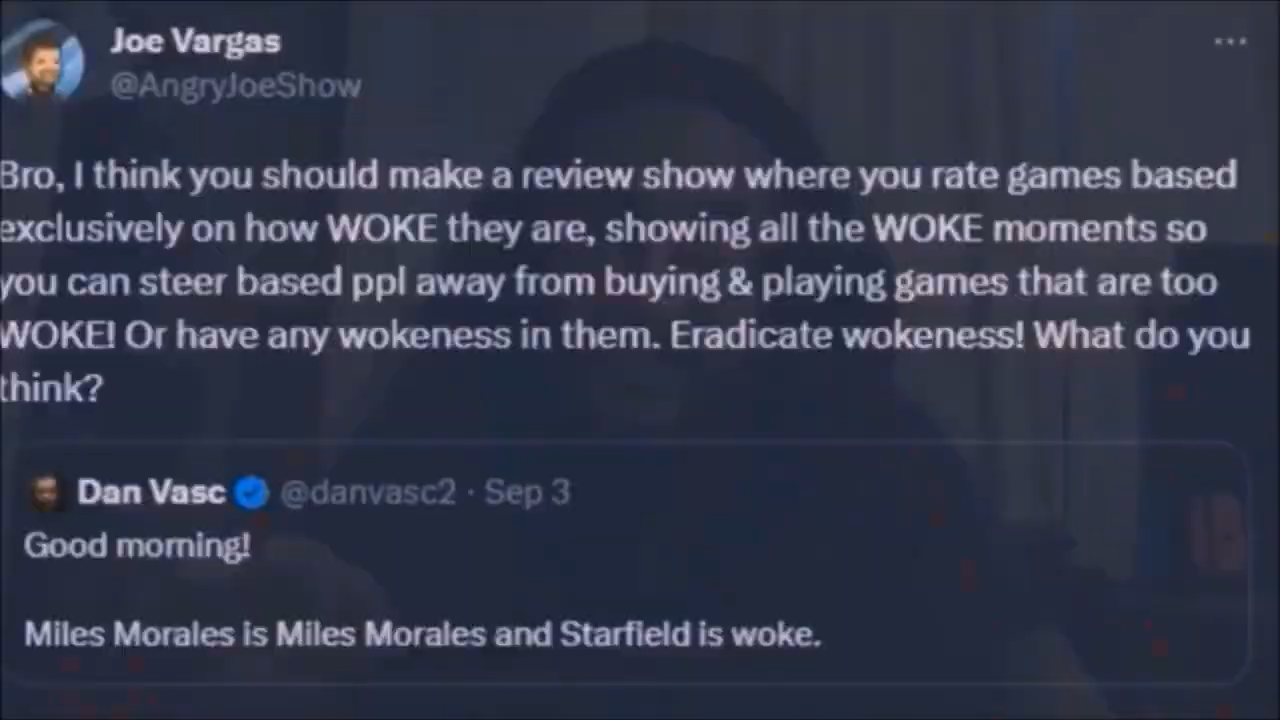 Joe Vargas
@AngryJoeShow
Bro, I think you should make a review show where you rate games based
exclusively on how WOKE they are, showing all the WOKE moments so
you can steer based ppl away from buying & playing games that are too
WOKE! Or have any wokeness in them. Eradicate wokeness! What do you
think?
Dan Vasc @danvasc2 · Sep 3
Good morning!
Miles Morales is Miles Morales and Starfield is woke.